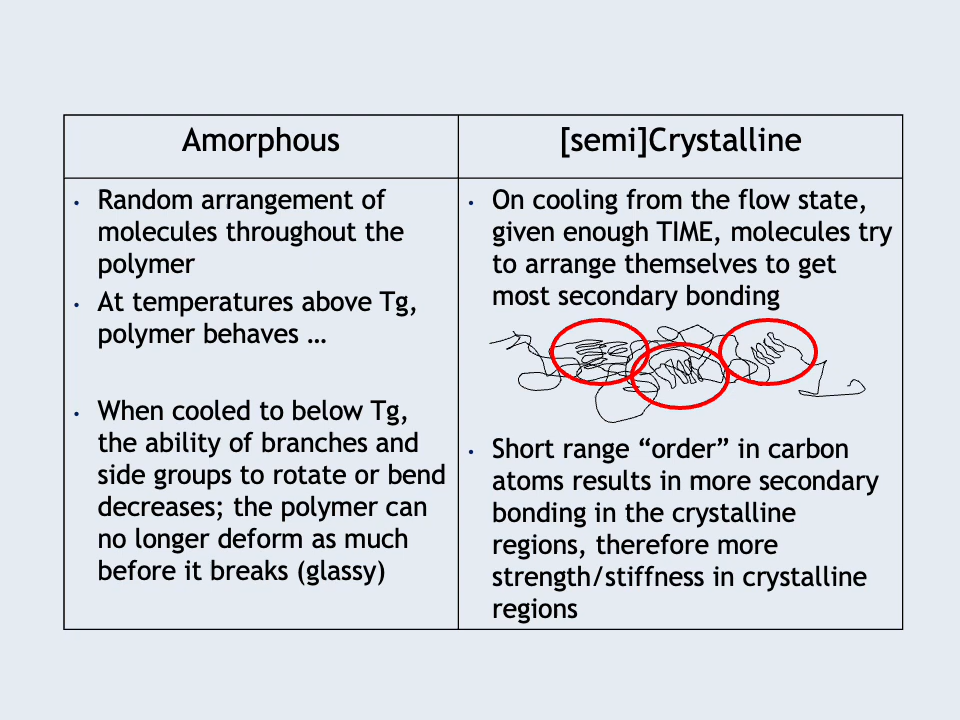 Amorphous
[semi]Crystalline
• Random arrangement of
molecules throughout the
polymer
• At temperatures above Tg,
polymer behaves …
• When cooled to below Tg,
the ability of branches and
side groups to rotate or bend
decreases; the polymer can
no longer deform as much
before it breaks (glassy)
• On cooling from the flow state,
given enough TIME, molecules try
to arrange themselves to get
most secondary bonding
• Short range “order” in carbon
atoms results in more secondary
bonding in the crystalline
regions, therefore more
strength/stiffness in crystalline
regions